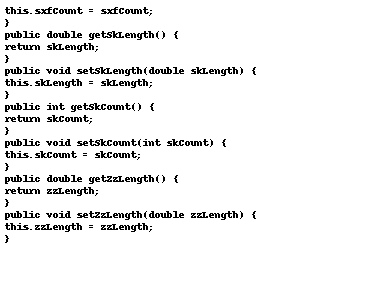 this.sxfCount = sxfCount;
}
public double getSkLength() {
return skLength;
}
public void setSkLength(double skLength) {
this.skLength = skLength;
}
public int getSkCount() {
return skCount;
}
public void setSkCount(int skCount) {
this.skCount = skCount;
}
public double getZzLength() {
return zzLength;
}
public void setZzLength(double zzLength) {
this.zzLength = zzLength;
}